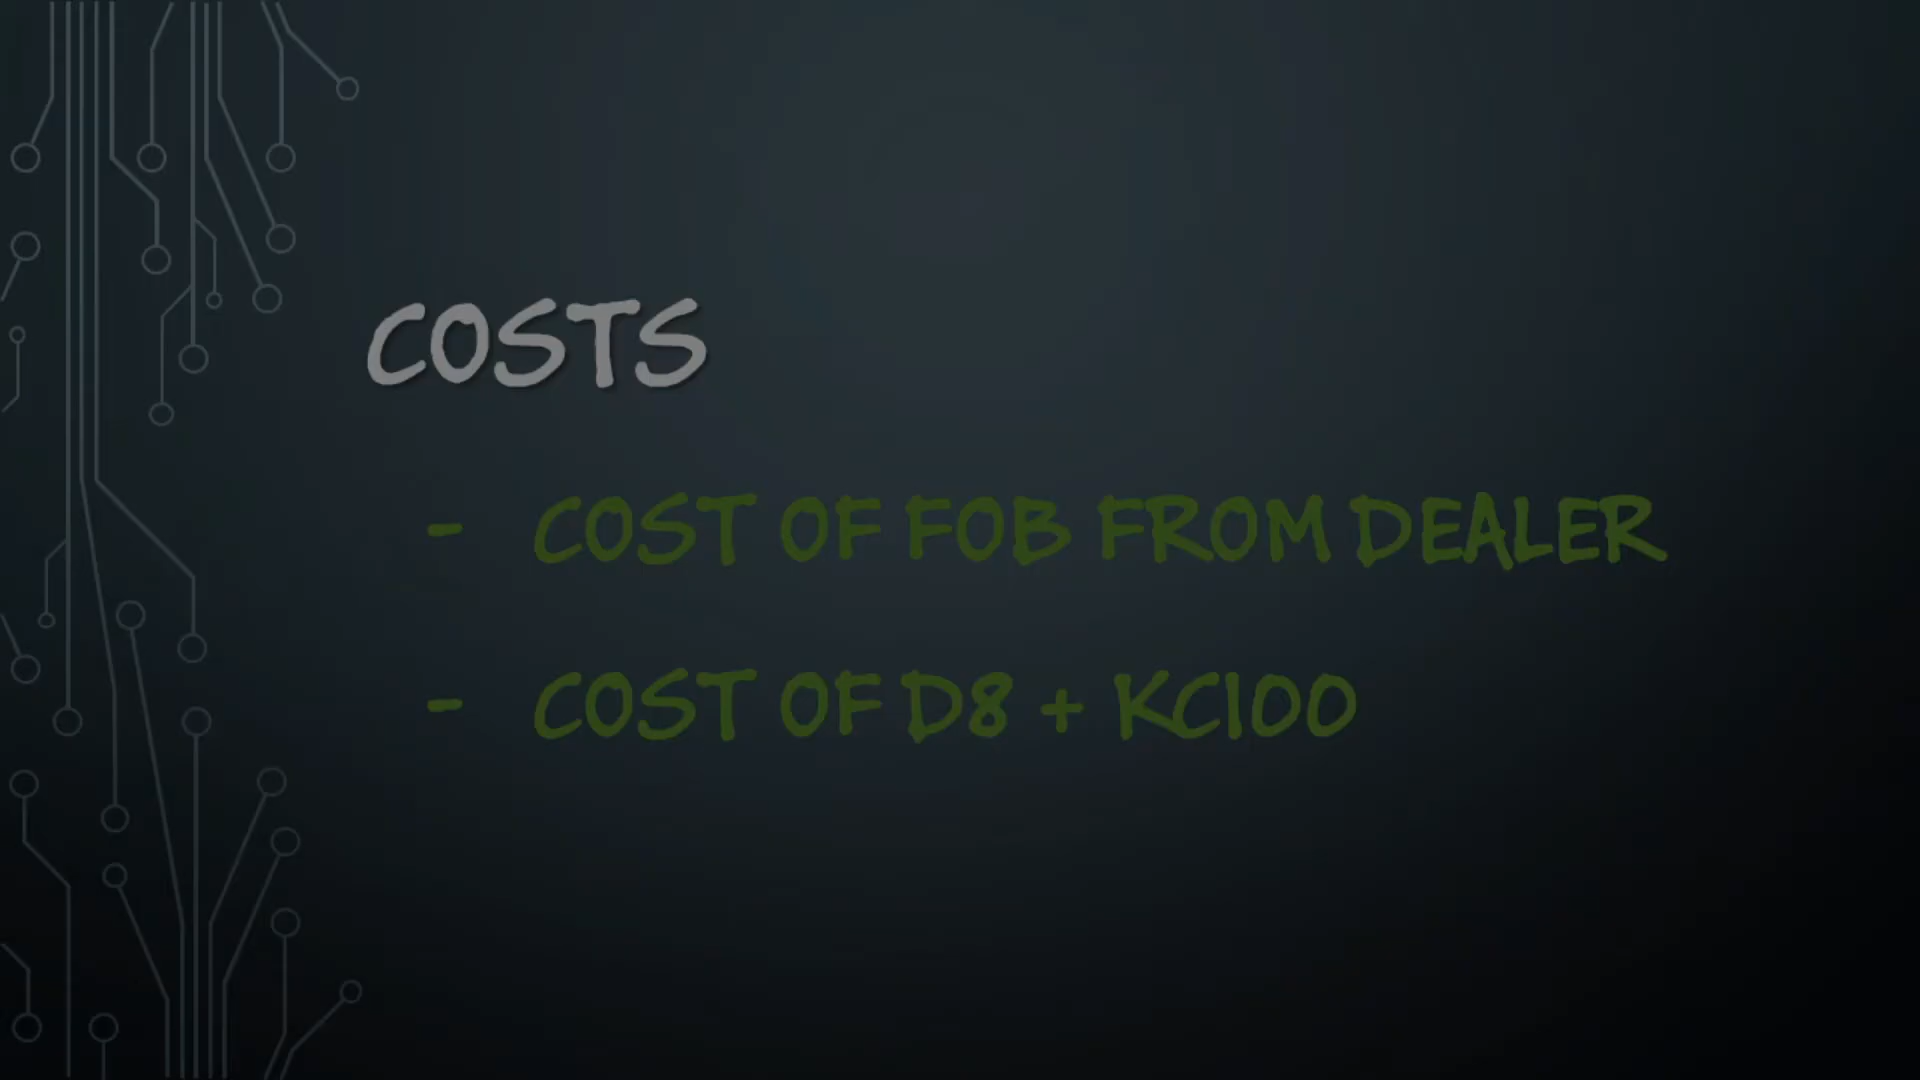 COSTS
- COST OF FOB FROM DEALER
- COST OF D8 + KC100